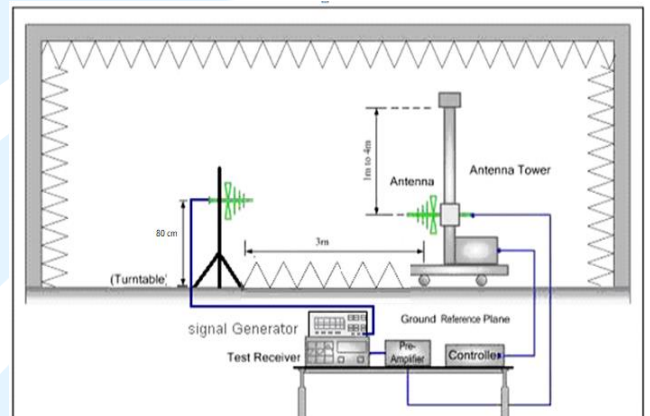 1m to 4m
Antenna Tower
Antenna
80 cm
3m
(Turntable)
signal Generator
Ground Reference Plane
Test Receiver
Pre-
Amplifier
Controller